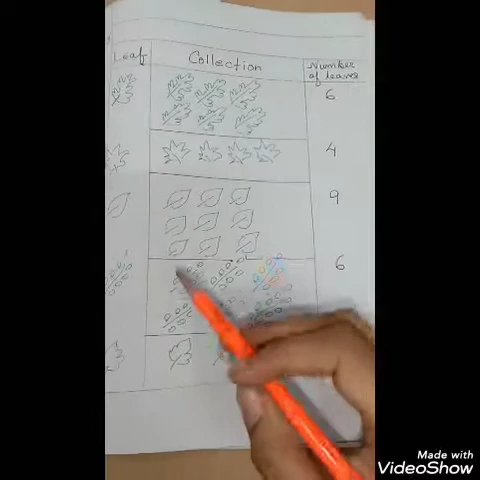 Leaf
Collection
Number
of leaves
6
4
9
6
Made with
VideoShow